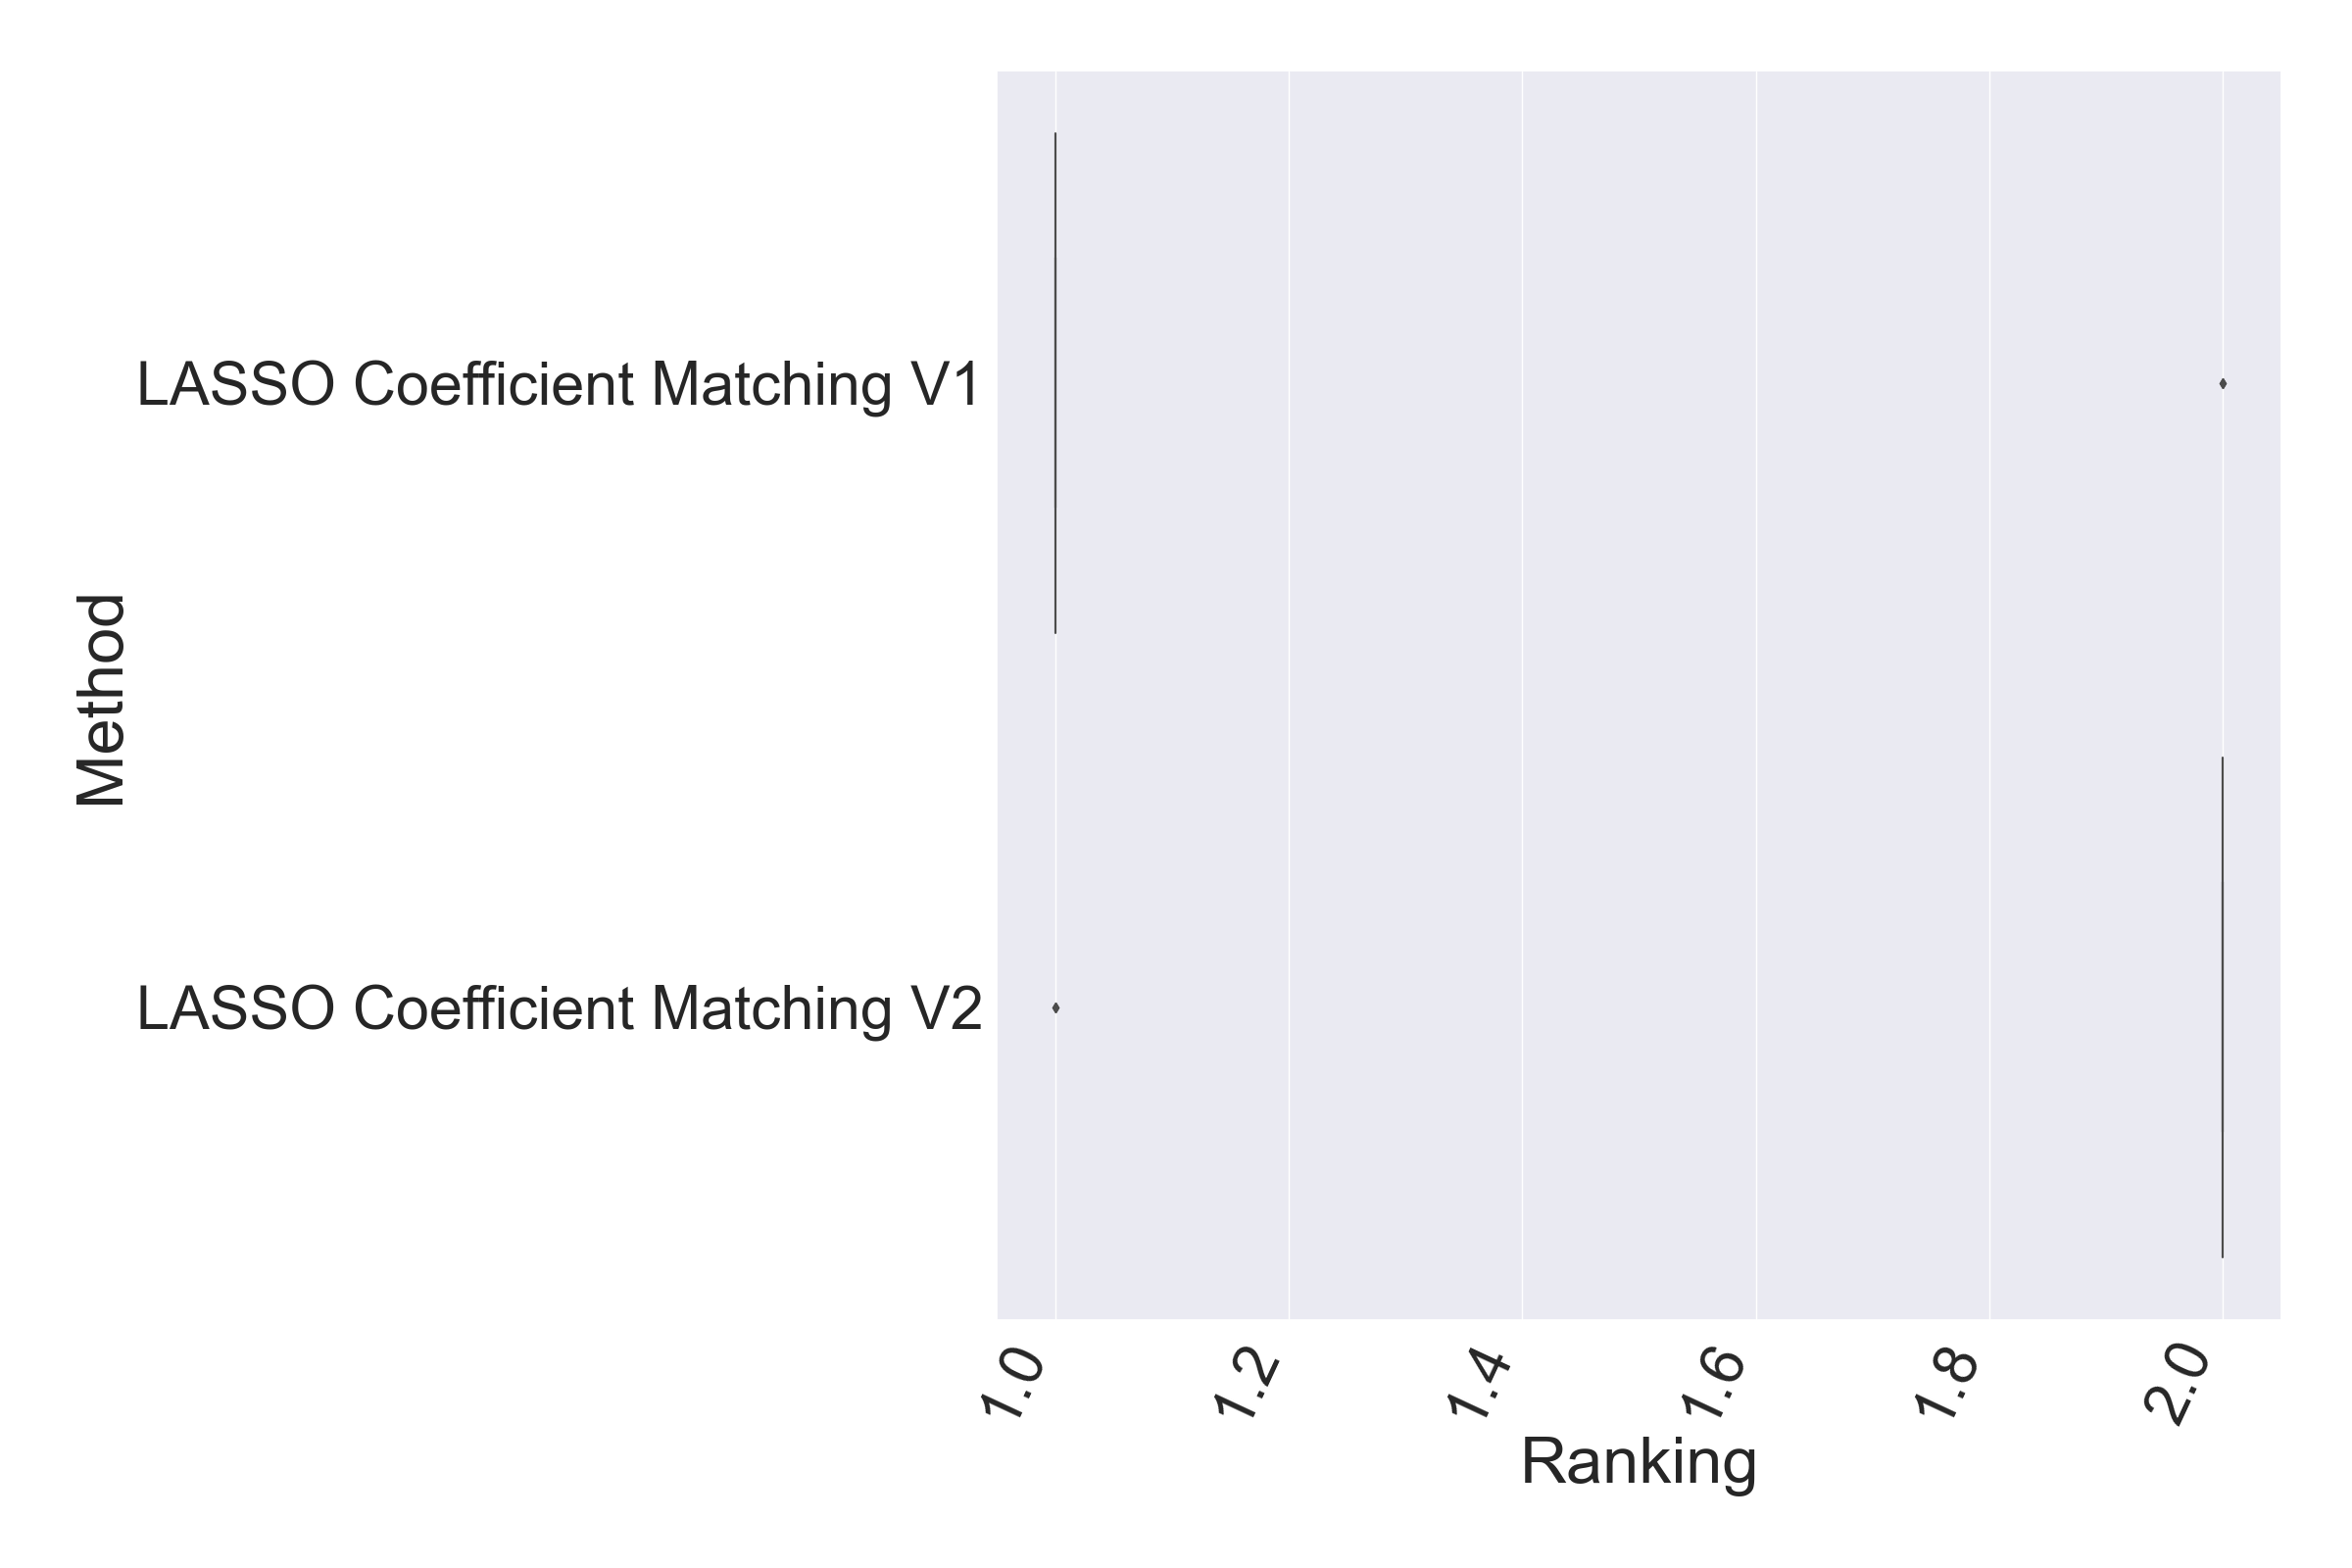 Method
LASSO Coefficient Matching V1
LASSO Coefficient Matching V2
1.0
1.2
1.4
1.6
1.8
2.0
Ranking